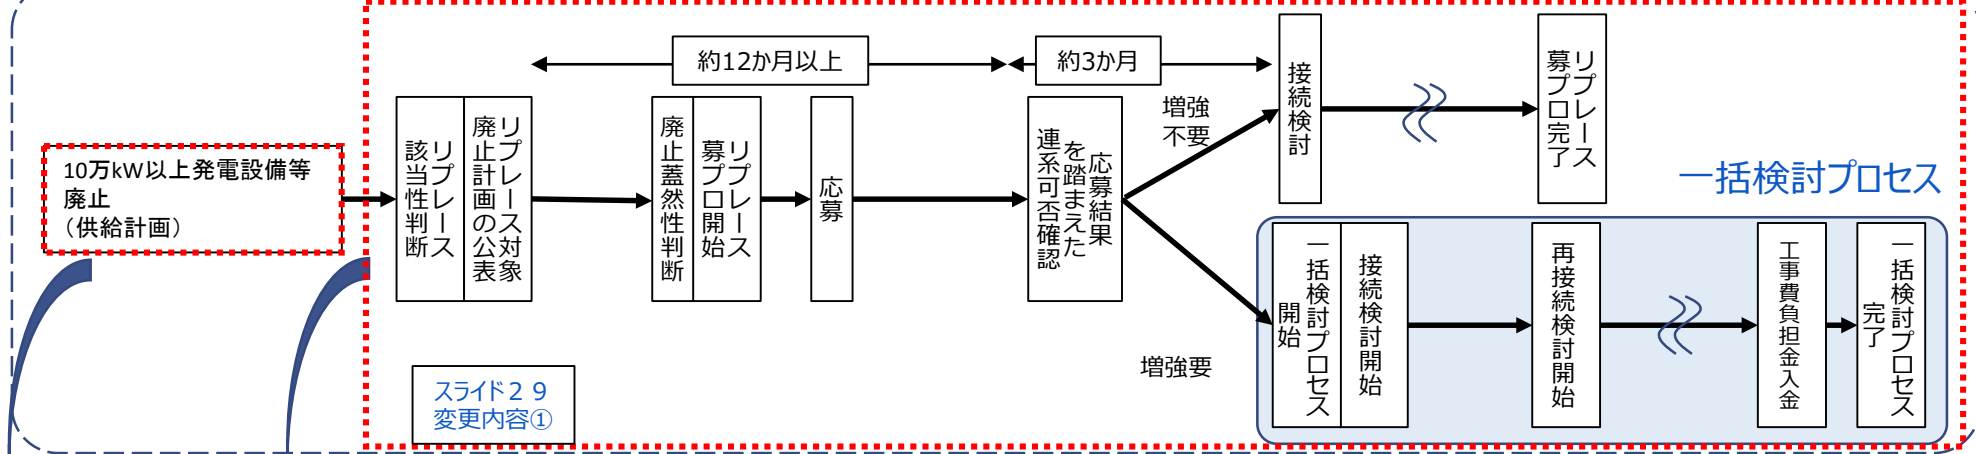 約12か月以上
約3か月
10万kW以上発電設備等
廃止
（供給計画）
リプレース
該当性判断
リプレース対象
廃止計画の公表
廃止蓋然性判断
リプレース
募プロ開始
応募
応募結果
を踏まえた
連系可否確認
増強
不要
接続検討
リプレース
募プロ完了
増強要
一括検討プロセス
一括検討プロセス
開始
接続検討開始
再接続検討開始
工事費負担金入金
一括検討プロセス
完了
スライド２９
変更内容①